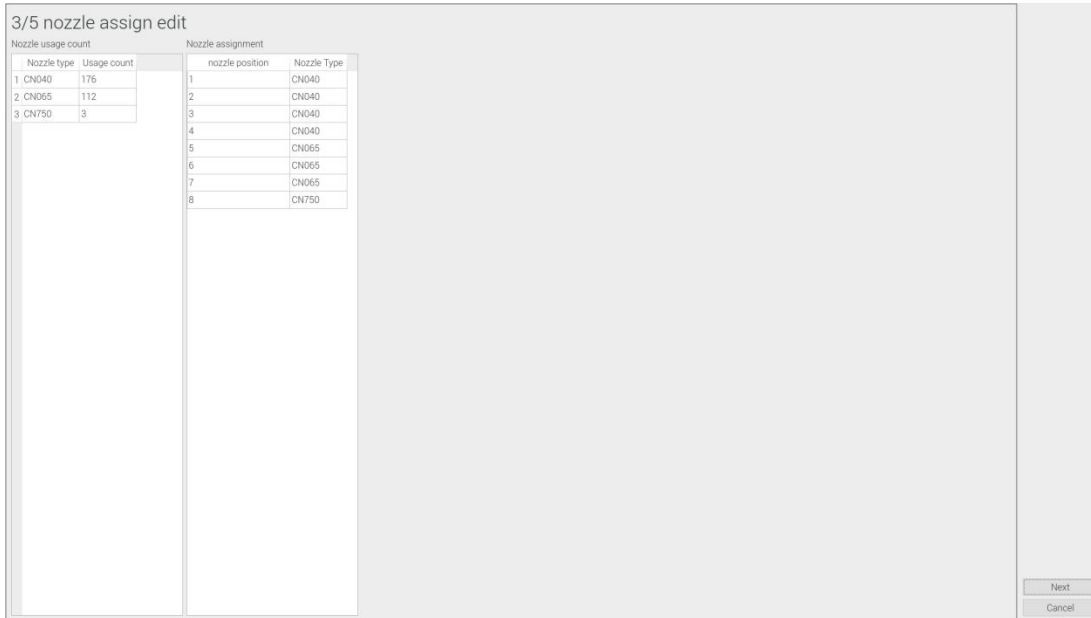 3/5 nozzle assign edit
Nozzle usage count
Nozzle type Usage count
1 CN040 176
2 CN065 112
3 CN750 3
Nozzle assignment
nozzle position Nozzle Type
1 CN040
2 CN040
3 CN040
4 CN040
5 CN065
6 CN065
7 CN065
8 CN750
Next
Cancel